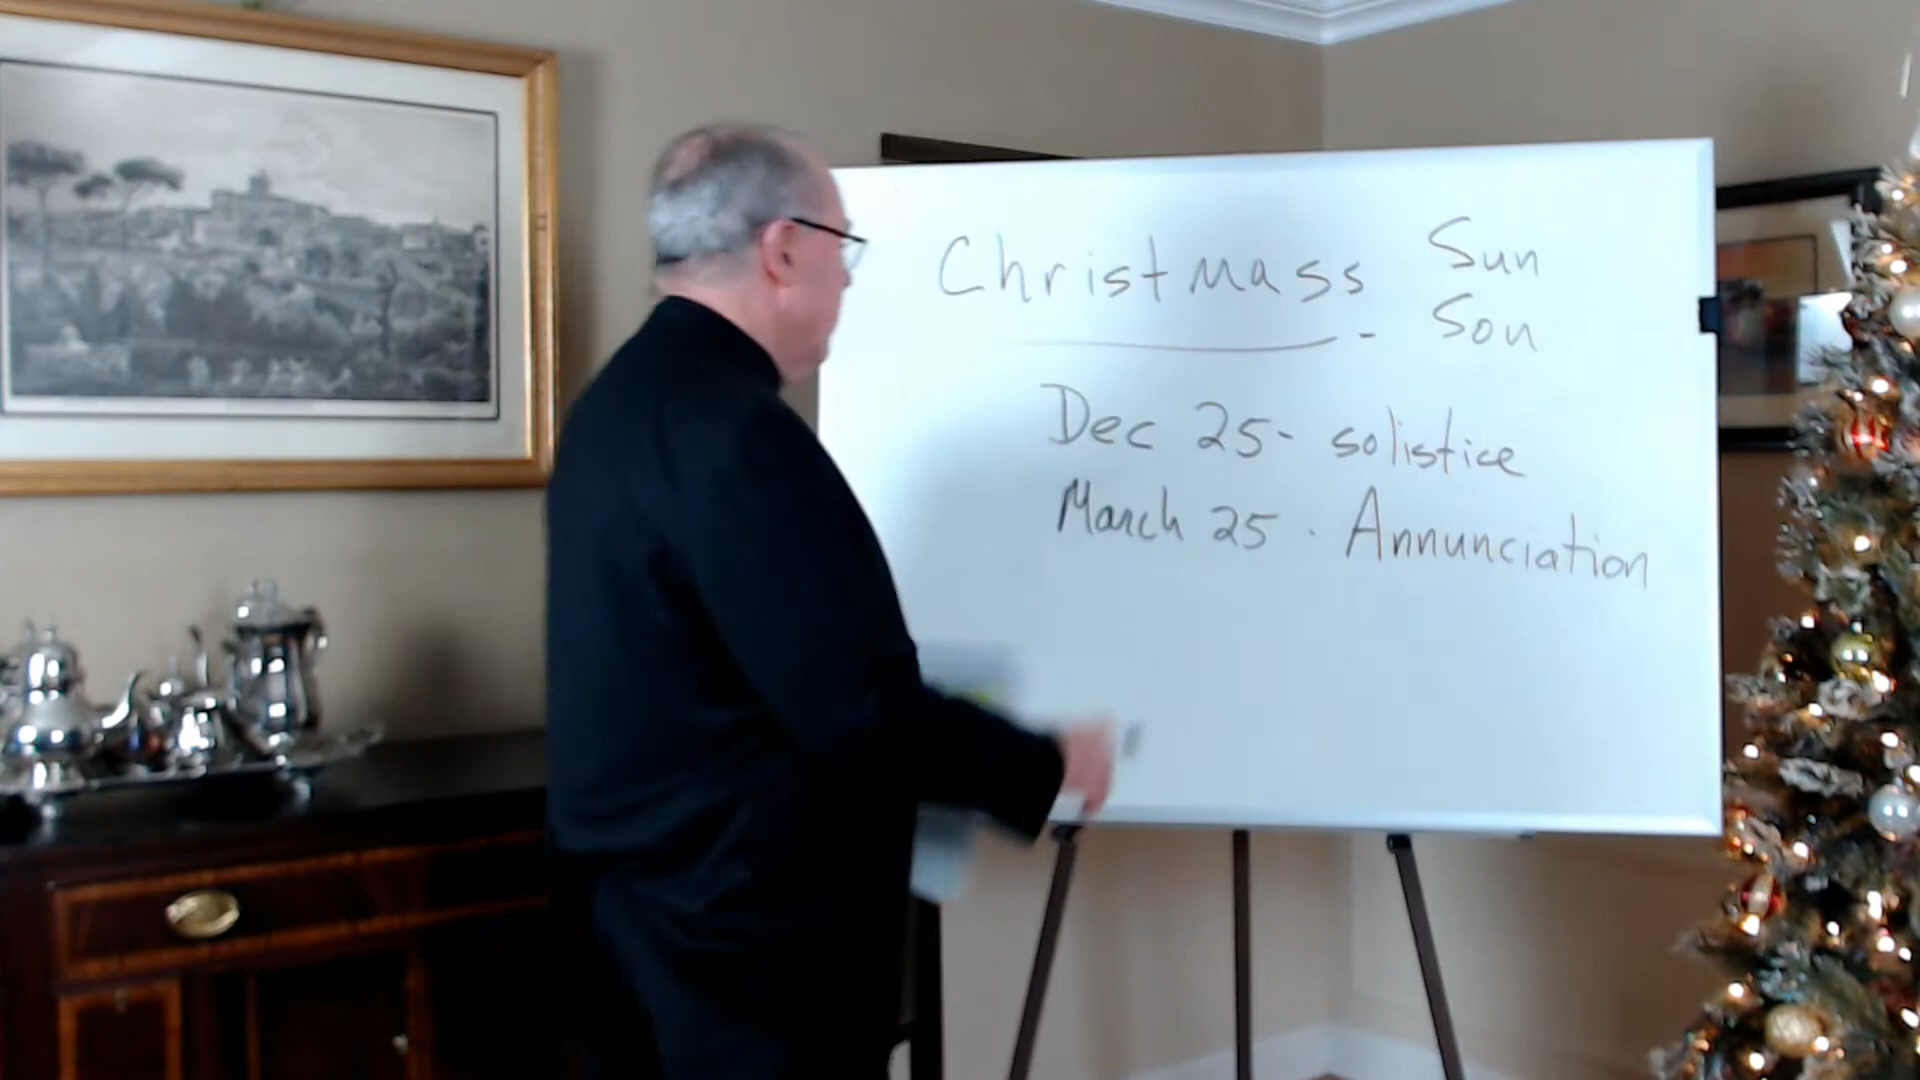 Christmass
Sun
Son
Dec 25- solistice
March 25 · Annunciation